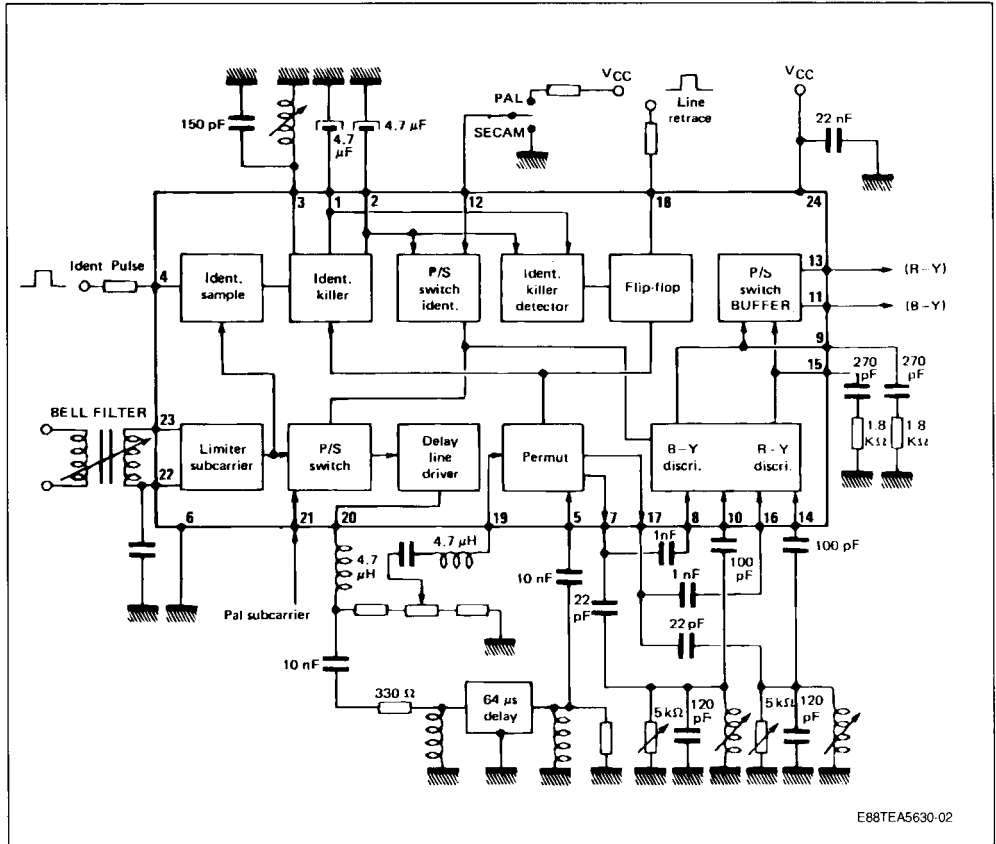 VCC
VCC
PAL
Line
retrace
SECAM
150 pF
4.7
µF
4.7 µF
22 nF
3
1
2
12
18
24
Ident Pulse
4
Ident.
sample
Ident.
killer
P/S
switch
ident.
Ident.
killer
detector
Flip-flop
P/S
switch
BUFFER
13
(R-Y)
11
(B-Y)
9
15
270
pF
270
pF
BELL FILTER
23
22
Limiter
subcarrier
P/S
switch
Delay
line
driver
Permut
B-Y
discri.
R-Y
discri.
1.8
KΩ
1.8
KΩ
6
21
20
19
5
7
17
8
10
16
14
4.7
µH
4.7 µH
Pal subcarrier
10 nF
10 nF
22
pF
1nF
1 nF
22 pF
100
pF
100 pF
330 Ω
64 µs
delay
5kΩ
120
pF
5kΩ
120
pF
E88TEA5630-02